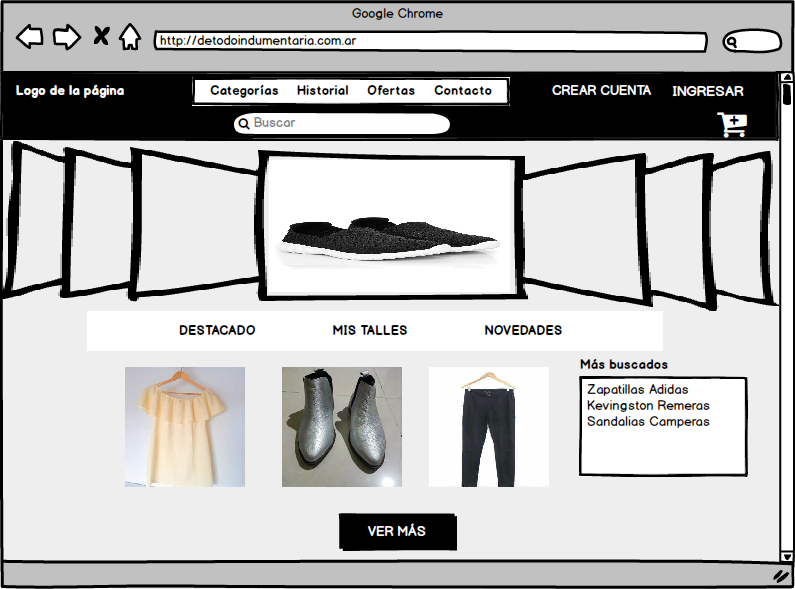 Google Chrome
http://detodoindumentaria.com.ar
Logo de la página
Categorías Historial Ofertas Contacto
CREAR CUENTA INGRESAR
Buscar
DESTACADO MIS TALLES NOVEDADES
Más buscados
Zapatillas Adidas
Kevingston Remeras
Sandalias Camperas
VER MÁS